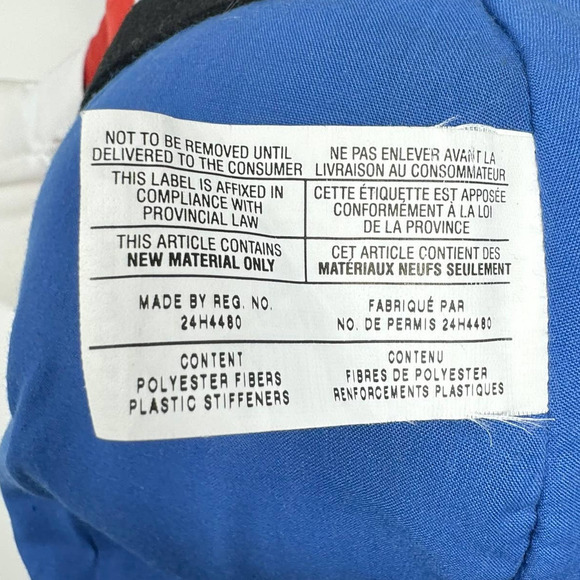 NOT TO BE REMOVED UNTIL
DELIVERED TO THE CONSUMER
THIS LABEL IS AFFIXED IN
COMPLIANCE WITH
PROVINCIAL LAW
THIS ARTICLE CONTAINS
NEW MATERIAL ONLY
MADE BY REG. NO.
24H4480
CONTENT
POLYESTER FIBERS
PLASTIC STIFFENERS
NE PAS ENLEVER AVANT LA
LIVRAISON AU CONSOMMATEUR
CETTE ÉTIQUETTE EST APPOSÉE
CONFORMÉMENT À LA LOI
DE LA PROVINCE
CET ARTICLE CONTIENT DES
MATÉRIAUX NEUFS SEULEMENT
FABRIQUÉ PAR
NO. DE PERMIS 24H4480
CONTENU
FIBRES DE POLYESTER
RENFORCEMENTS PLASTIQUES